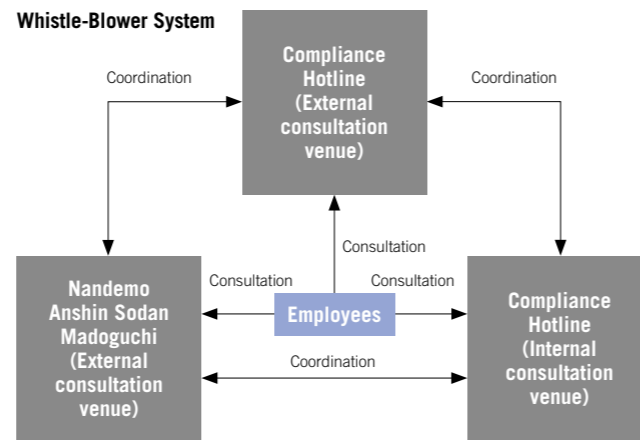 Whistle-Blower System
Compliance
Hotline
(External
consultation
venue)
Coordination
Coordination
Consultation
Nandemo
Anshin Sodan
Madoguchi
(External
consultation
venue)
Consultation
Employees
Consultation
Coordination
Compliance
Hotline
(Internal
consultation
venue)